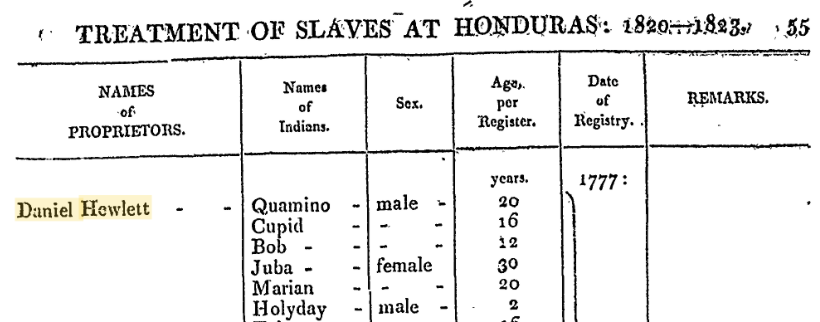 TREATMENT OF SLAVES AT HONDURAS: 1820—1823. 55
NAMES of PROPRIETORS. Names of Indians. Sex. Age, per Register. Date of Registry. REMARKS.
years. 1777:
Daniel Hewlett - - Quamino - male - 20
Cupid - - - 16
Bob - - - - 12
Juba - - female 30
Marian - - - 20
Holyday - male - 2